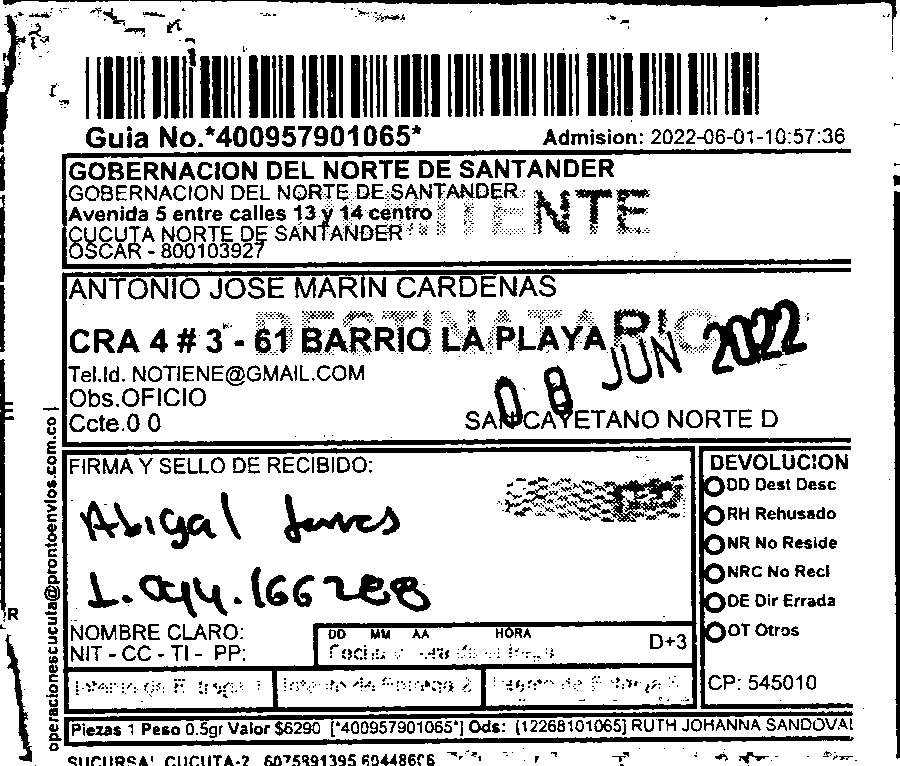 Guia No.*400957901065*
Admision: 2022-06-01-10:57:36
GOBERNACION DEL NORTE DE SANTANDER
GOBERNACION DEL NORTE DE SANTANDER
Avenida 5 entre calles 13 y 14 centro
CUCUTA NORTE DE SANTANDER
OSCAR - 800103927
ANTONIO JOSE MARIN CARDENAS
DESTINATARIO
CRA 4 # 3 - 61 BARRIO LA PLAYA
08 JUN 2022
Tel.Id. NOTIENE@GMAIL.COM
Obs.OFICIO
Ccte.0 0
SAN CAYETANO NORTE D
operacionescucuta@prontoenvios.com.co |
FIRMA Y SELLO DE RECIBIDO:
Abigal
1.094.166288
NOMBRE CLARO:
NIT - CC - TI - PP:
DD MM AA HORA
D+3
DEVOLUCION
DD Dest Desc
RH Rehusado
NR No Reside
NRC No Recl
DE Dir Errada
OT Otros
CP: 545010
Piezas 1 Peso 0.5gr Valor $6290 [*400957901065*] Ods: [12268101065] RUTH JOHANNA SANDOVAL
SUCURSAL CUCUTA-2 6075891395